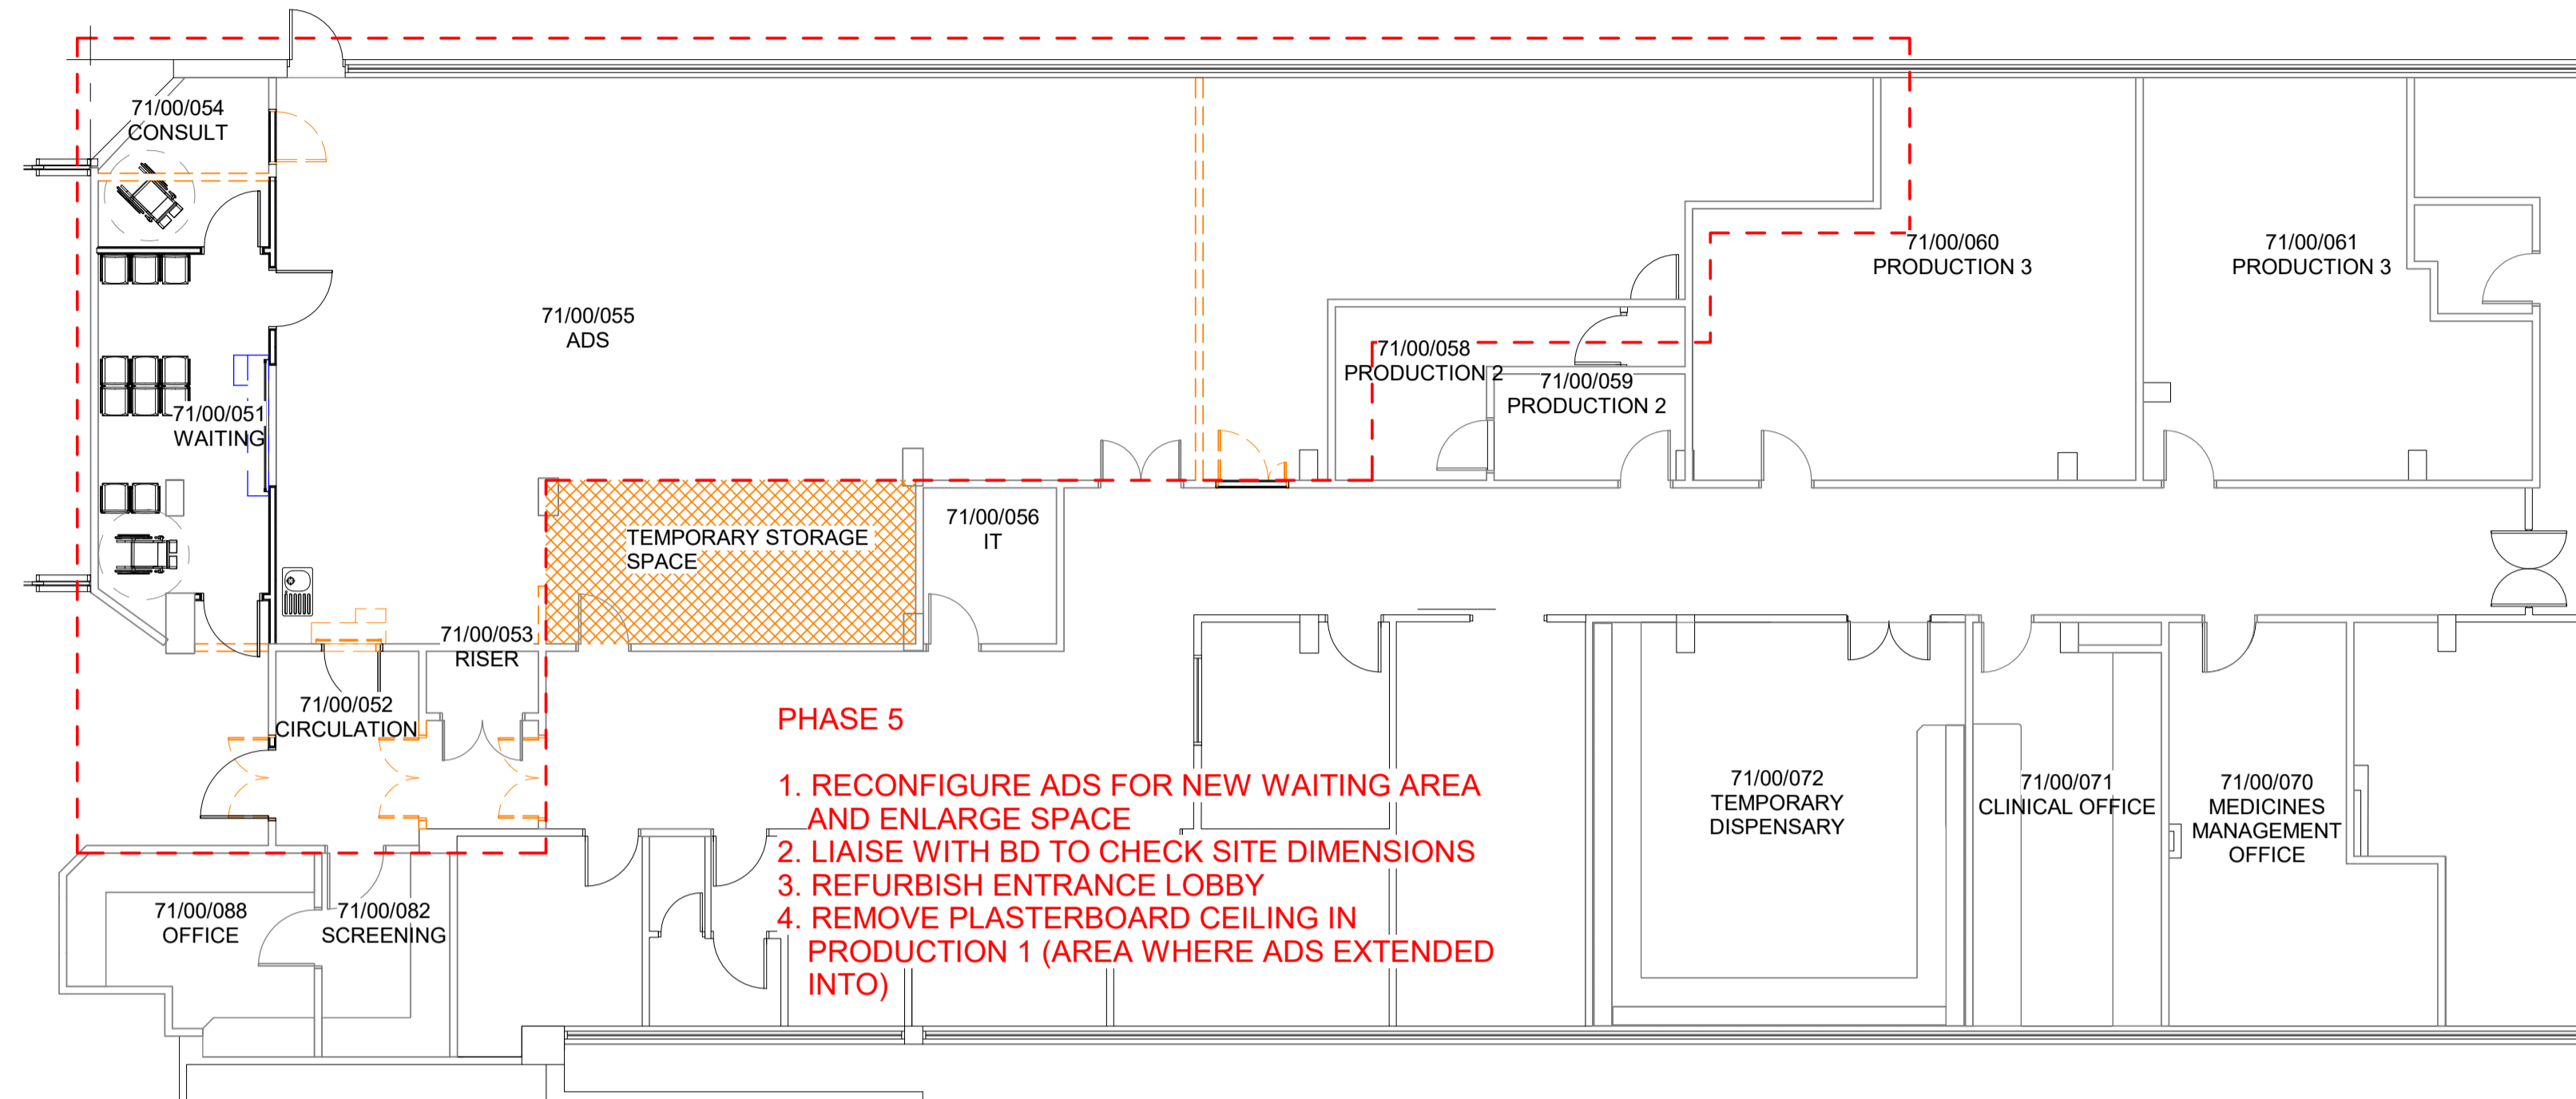 71/00/054
CONSULT
71/00/060
PRODUCTION 3
71/00/061
PRODUCTION 3
71/00/055
ADS
71/00/058
PRODUCTION 2
71/00/059
PRODUCTION 2
71/00/051
WAITING
TEMPORARY STORAGE
SPACE
71/00/056
IT
71/00/053
RISER
71/00/052
CIRCULATION
PHASE 5
1. RECONFIGURE ADS FOR NEW WAITING AREA
AND ENLARGE SPACE
2. LIAISE WITH BD TO CHECK SITE DIMENSIONS
3. REFURBISH ENTRANCE LOBBY
4. REMOVE PLASTERBOARD CEILING IN
PRODUCTION 1 (AREA WHERE ADS EXTENDED
INTO)
71/00/072
TEMPORARY
DISPENSARY
71/00/071
CLINICAL OFFICE
71/00/070
MEDICINES
MANAGEMENT
OFFICE
71/00/088
OFFICE
71/00/082
SCREENING